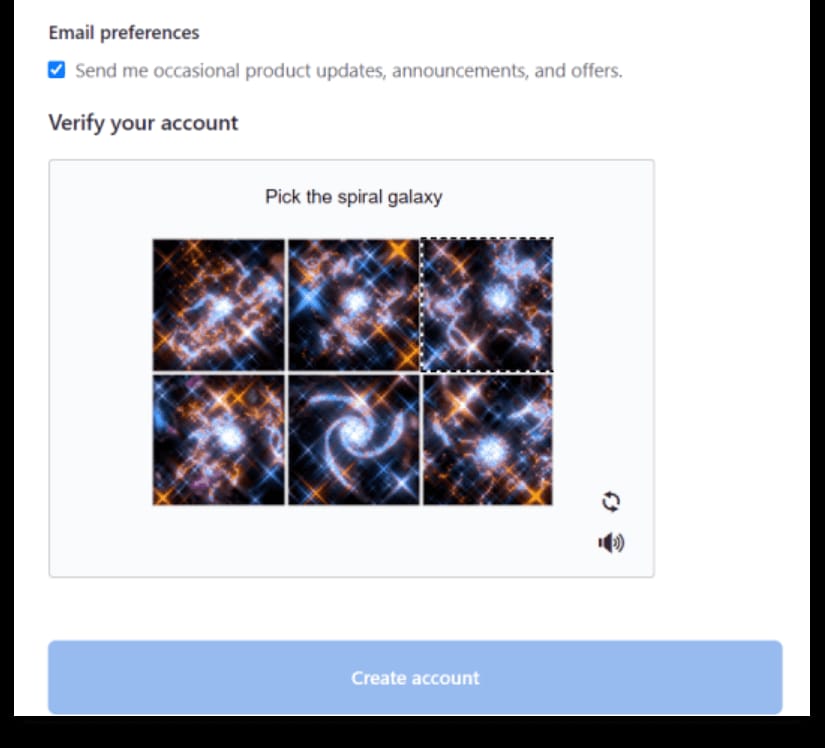 Email preferences
Send me occasional product updates, announcements, and offers.
Verify your account
Pick the spiral galaxy
Create account